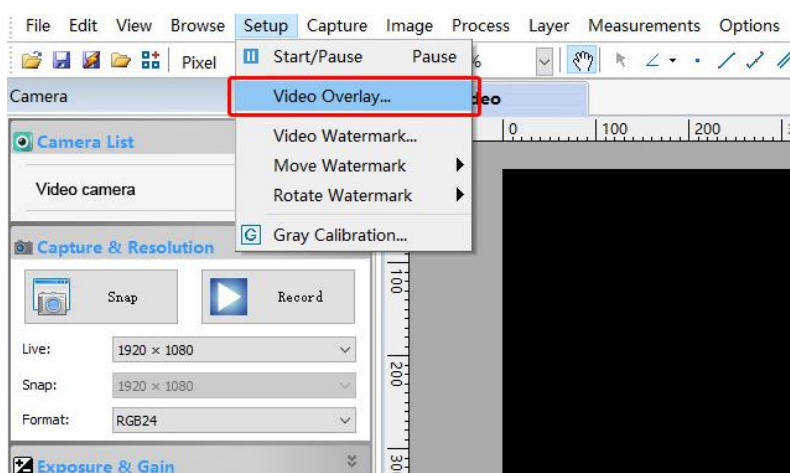 File Edit View Browse Setup Capture Image Process Layer Measurements Options
Pixel
Start/Pause Pause
Camera
Video Overlay...
Video Watermark...
Move Watermark
Rotate Watermark
Gray Calibration...
0 100 200
Camera List
Video camera
Capture & Resolution
Snap Record
100
Live: 1920 × 1080
200
Snap: 1920 × 1080
Format: RGB24
Exposure & Gain